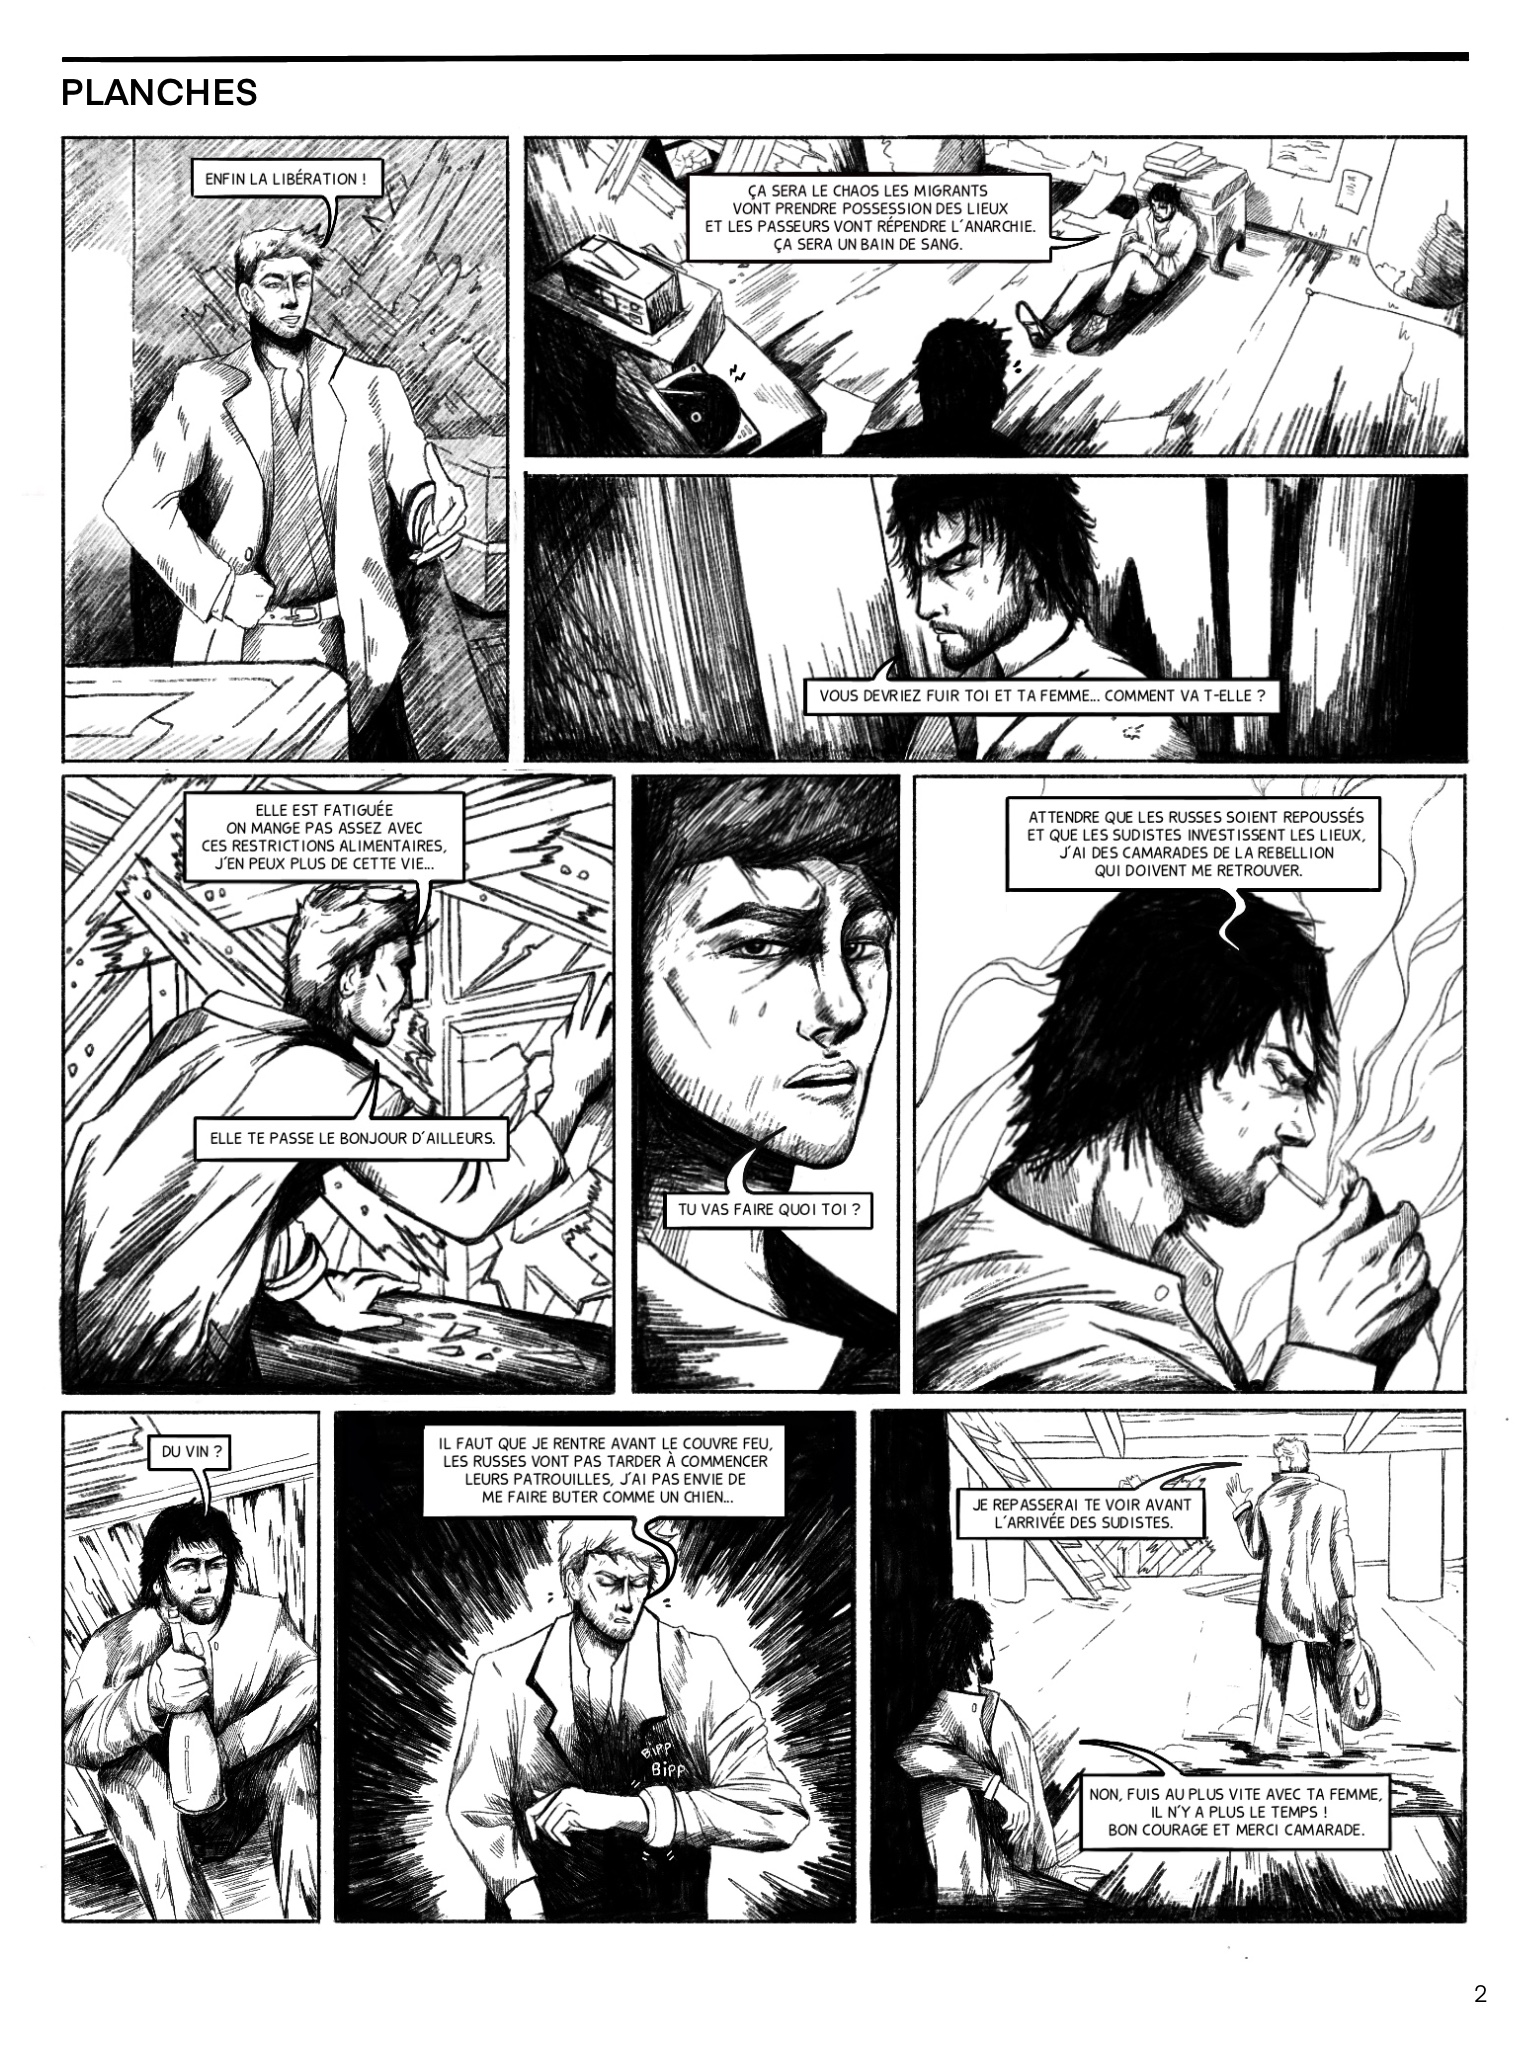 PLANCHES
ENFIN LA LIBÉRATION !
ÇA SERA LE CHAOS LES MIGRANTS
VONT PRENDRE POSSESSION DES LIEUX
ET LES PASSEURS VONT RÉPENDRE L'ANARCHIE.
ÇA SERA UN BAIN DE SANG.
VOUS DEVRIEZ FUIR TOI ET TA FEMME... COMMENT VA T-ELLE ?
ELLE EST FATIGUÉE
ON MANGE PAS ASSEZ AVEC
CES RESTRICTIONS ALIMENTAIRES,
J'EN PEUX PLUS DE CETTE VIE...
ELLE TE PASSE LE BONJOUR D'AILLEURS.
TU VAS FAIRE QUOI TOI ?
ATTENDRE QUE LES RUSSES SOIENT REPOUSSÉS
ET QUE LES SUDISTES INVESTISSENT LES LIEUX,
J'AI DES CAMARADES DE LA REBELLION
QUI DOIVENT ME RETROUVER.
DU VIN ?
IL FAUT QUE JE RENTRE AVANT LE COUVRE FEU,
LES RUSSES VONT PAS TARDER À COMMENCER
LEURS PATROUILLES, J'AI PAS ENVIE DE
ME FAIRE BUTER COMME UN CHIEN...
BiPP
BiPP
JE REPASSERAI TE VOIR AVANT
L'ARRIVÉE DES SUDISTES.
NON, FUIS AU PLUS VITE AVEC TA FEMME,
IL N'Y A PLUS LE TEMPS !
BON COURAGE ET MERCI CAMARADE.
2